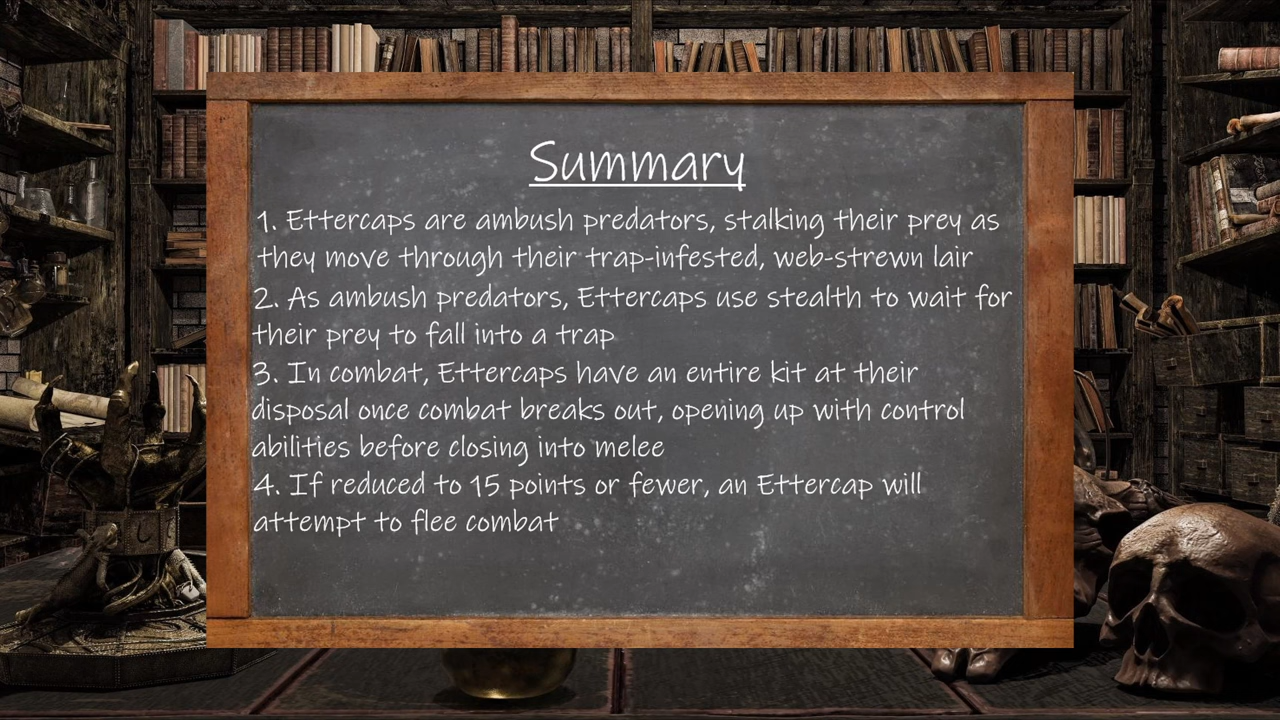 Summary
1. Ettercaps are ambush predators, stalking their prey as
they move through their trap-infested, web-strewn lair
2. As ambush predators, Ettercaps use stealth to wait for
their prey to fall into a trap
3. In combat, Ettercaps have an entire kit at their
disposal once combat breaks out, opening up with control
abilities before closing into melee
4. If reduced to 15 points or fewer, an Ettercap will
attempt to flee combat